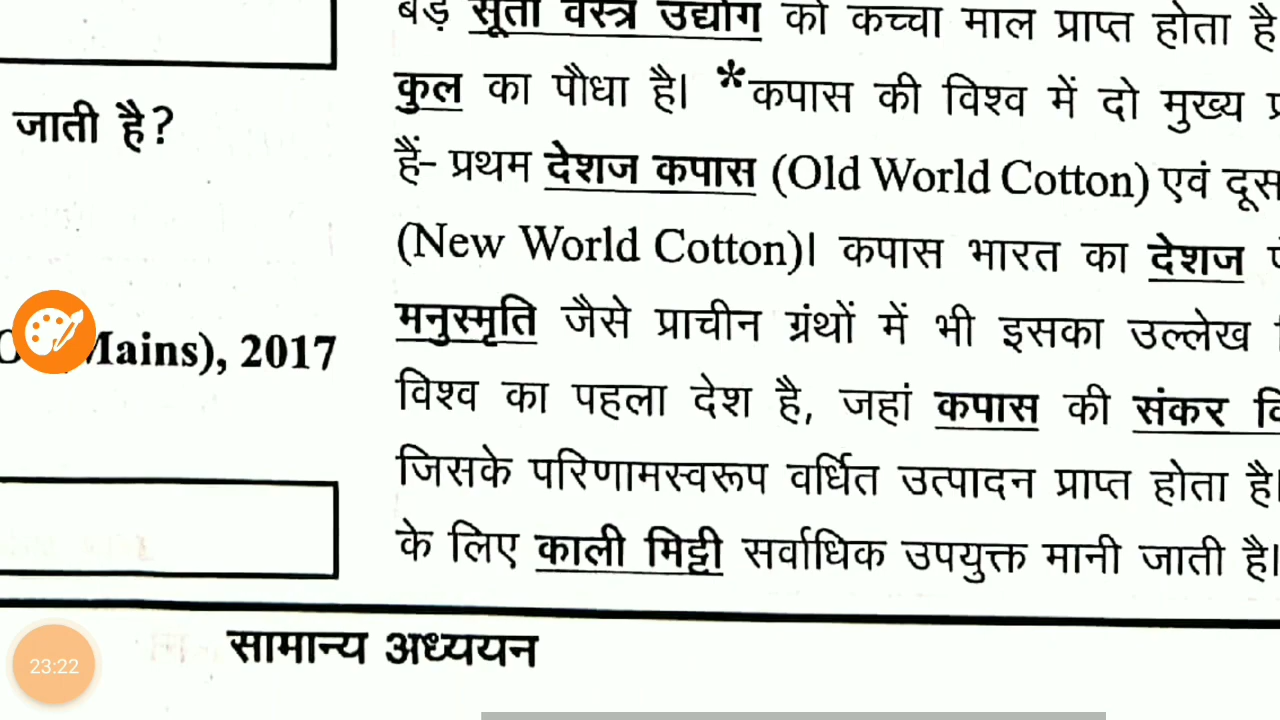 जाती है?
Mains), 2017
बड़े सूती वस्त्र उद्योग को कच्चा माल प्राप्त होता है
कुल का पौधा है। *कपास की विश्व में दो मुख्य
हैं- प्रथम देशज कपास (Old World Cotton) एवं
(New World Cotton)। कपास भारत का देशज
मनुस्मृति जैसे प्राचीन ग्रंथों में भी इसका उल्लेख
विश्व का पहला देश है, जहां कपास की संकर
जिसके परिणामस्वरूप वर्धित उत्पादन प्राप्त होता है।
के लिए काली मिट्टी सर्वाधिक उपयुक्त मानी जाती है।
सामान्य अध्ययन
23:22